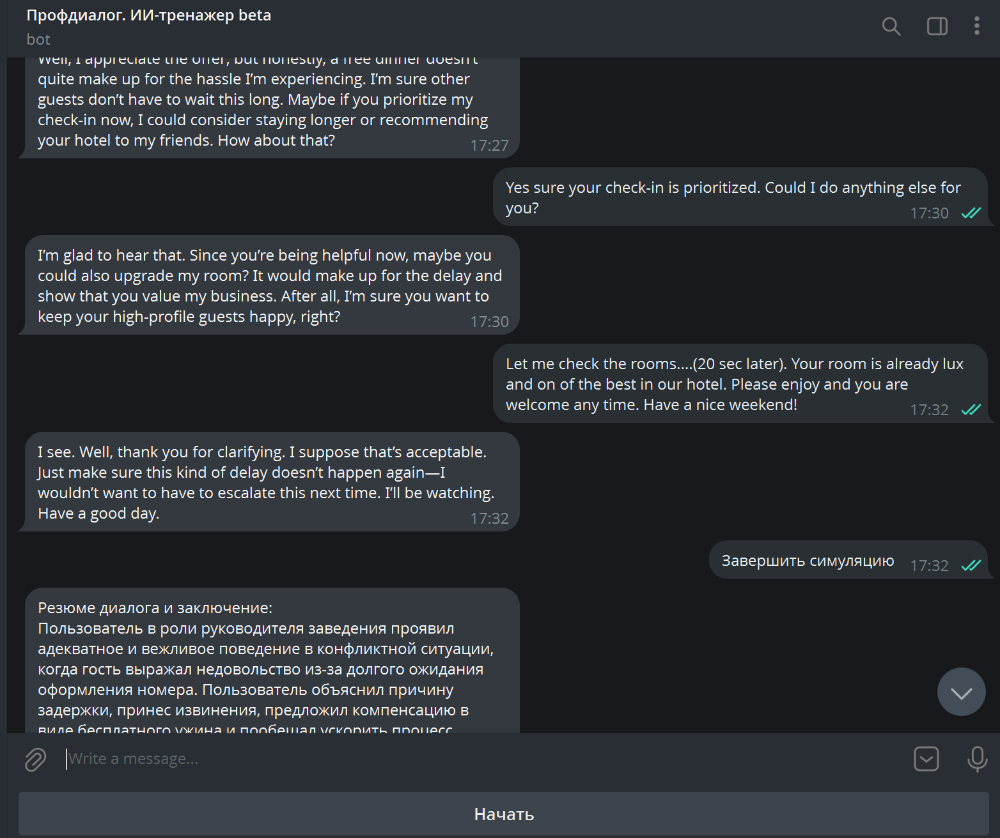 Профдиалог. ИИ-тренажер beta
bot
Well, I appreciate the offer, but honestly, a free dinner doesn't
quite make up for the hassle I'm experiencing. I'm sure other
guests don't have to wait this long. Maybe if you prioritize my
check-in now, I could consider staying longer or recommending
your hotel to my friends. How about that?
17:27
Yes sure your check-in is prioritized. Could I do anything else for
you?
17:30
I'm glad to hear that. Since you're being helpful now, maybe you
could also upgrade my room? It would make up for the delay and
show that you value my business. After all, I'm sure you want to
keep your high-profile guests happy, right?
17:30
Let me check the rooms....(20 sec later). Your room is already lux
and on of the best in our hotel. Please enjoy and you are
welcome any time. Have a nice weekend!
17:32
I see. Well, thank you for clarifying. I suppose that's acceptable.
Just make sure this kind of delay doesn't happen again—I
wouldn't want to have to escalate this next time. I'll be watching.
Have a good day.
17:32
Завершить симуляцию
17:32
Резюме диалога и заключение:
Пользователь в роли руководителя заведения проявил
адекватное и вежливое поведение в конфликтной ситуации,
когда гость выражал недовольство из-за долгого ожидания
оформления номера. Пользователь объяснил причину
задержки, принес извинения, предложил компенсацию в
виде бесплатного ужина и пообещал ускорить процесс
Write a message...
Начать